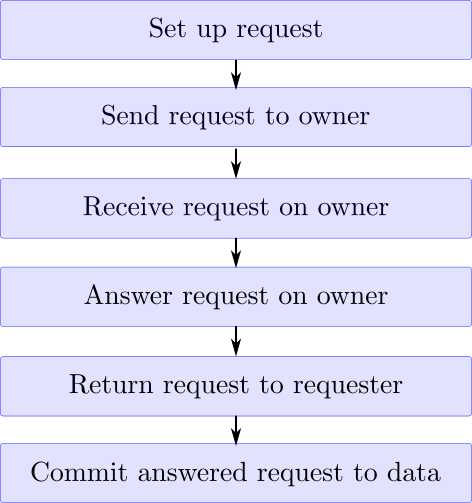 Set up request
Send request to owner
Receive request on owner
Answer request on owner
Return request to requester
Commit answered request to data